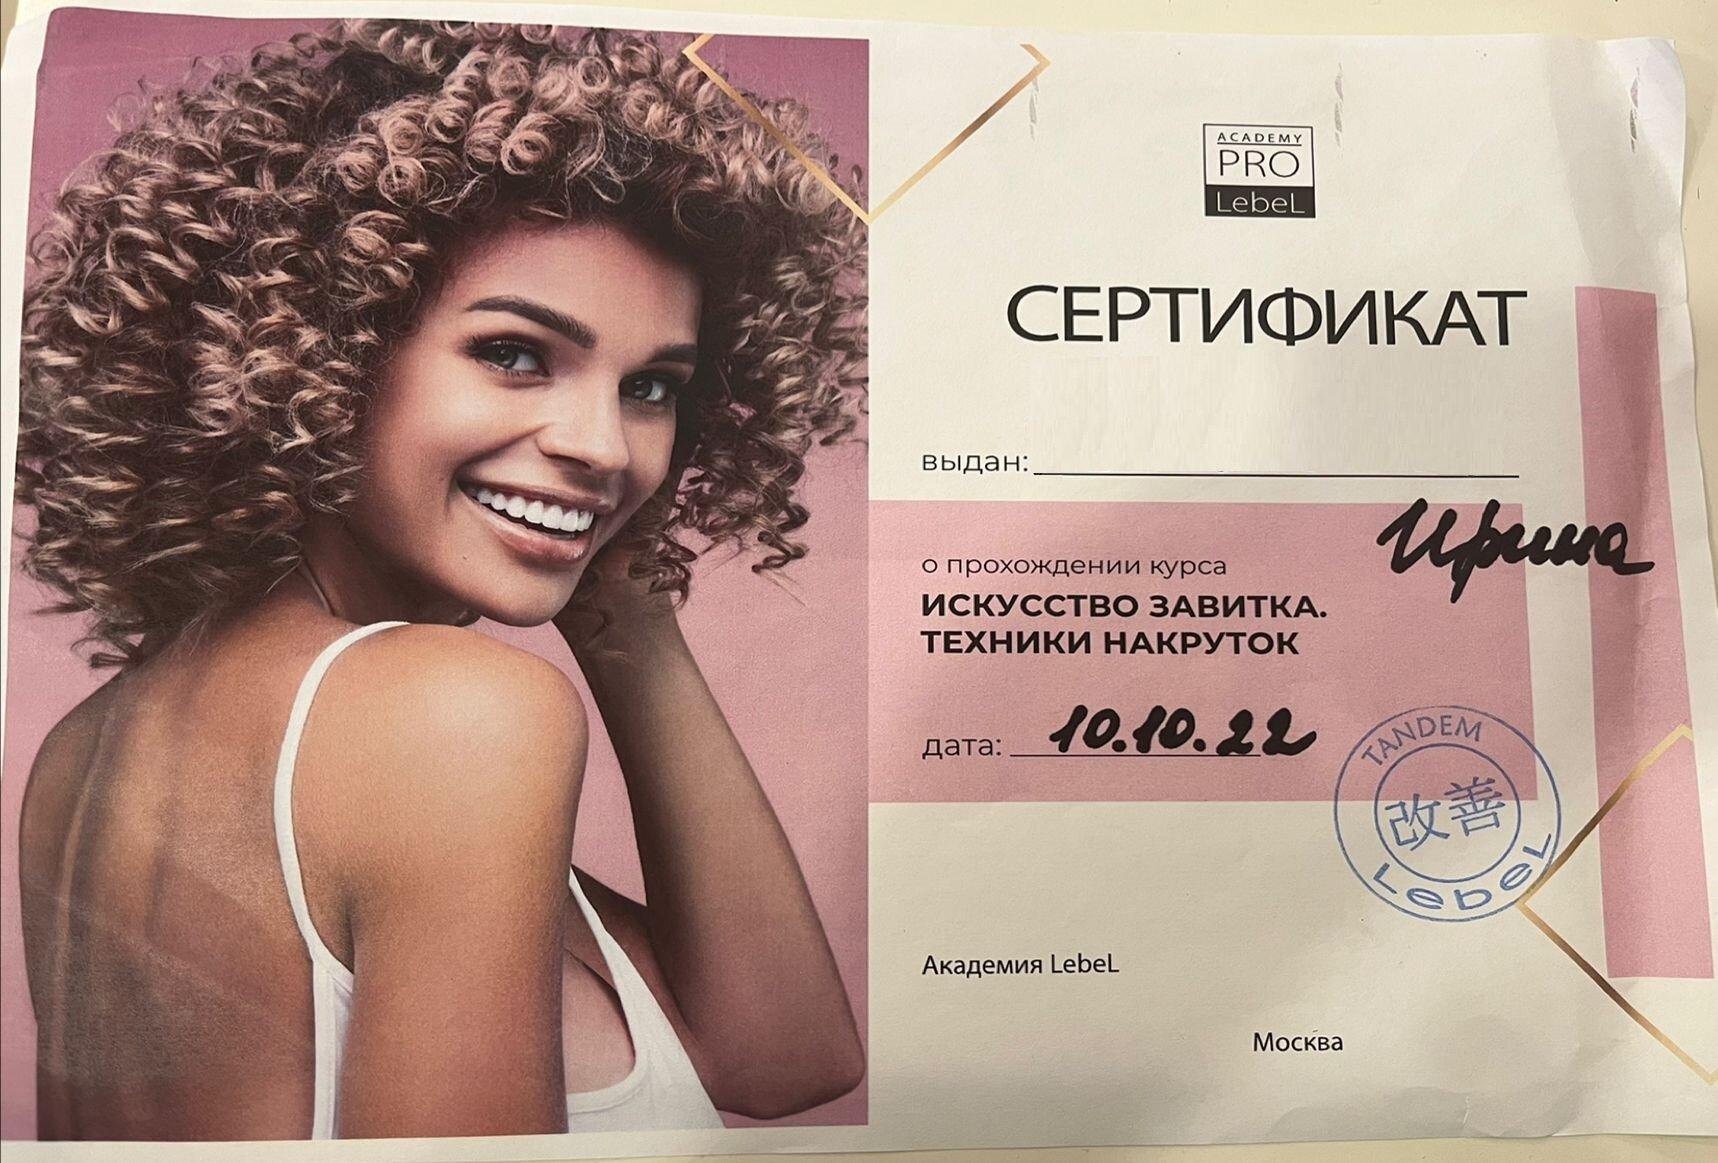 ACADEMY
PRO
LebeL
СЕРТИФИКАТ
выдан:
Ирина
о прохождении курса
ИСКУССТВО ЗАВИТКА.
ТЕХНИКИ НАКРУТОК
дата: 10.10.22
TANDEM
改善
LebeL
Академия LebeL
Москва